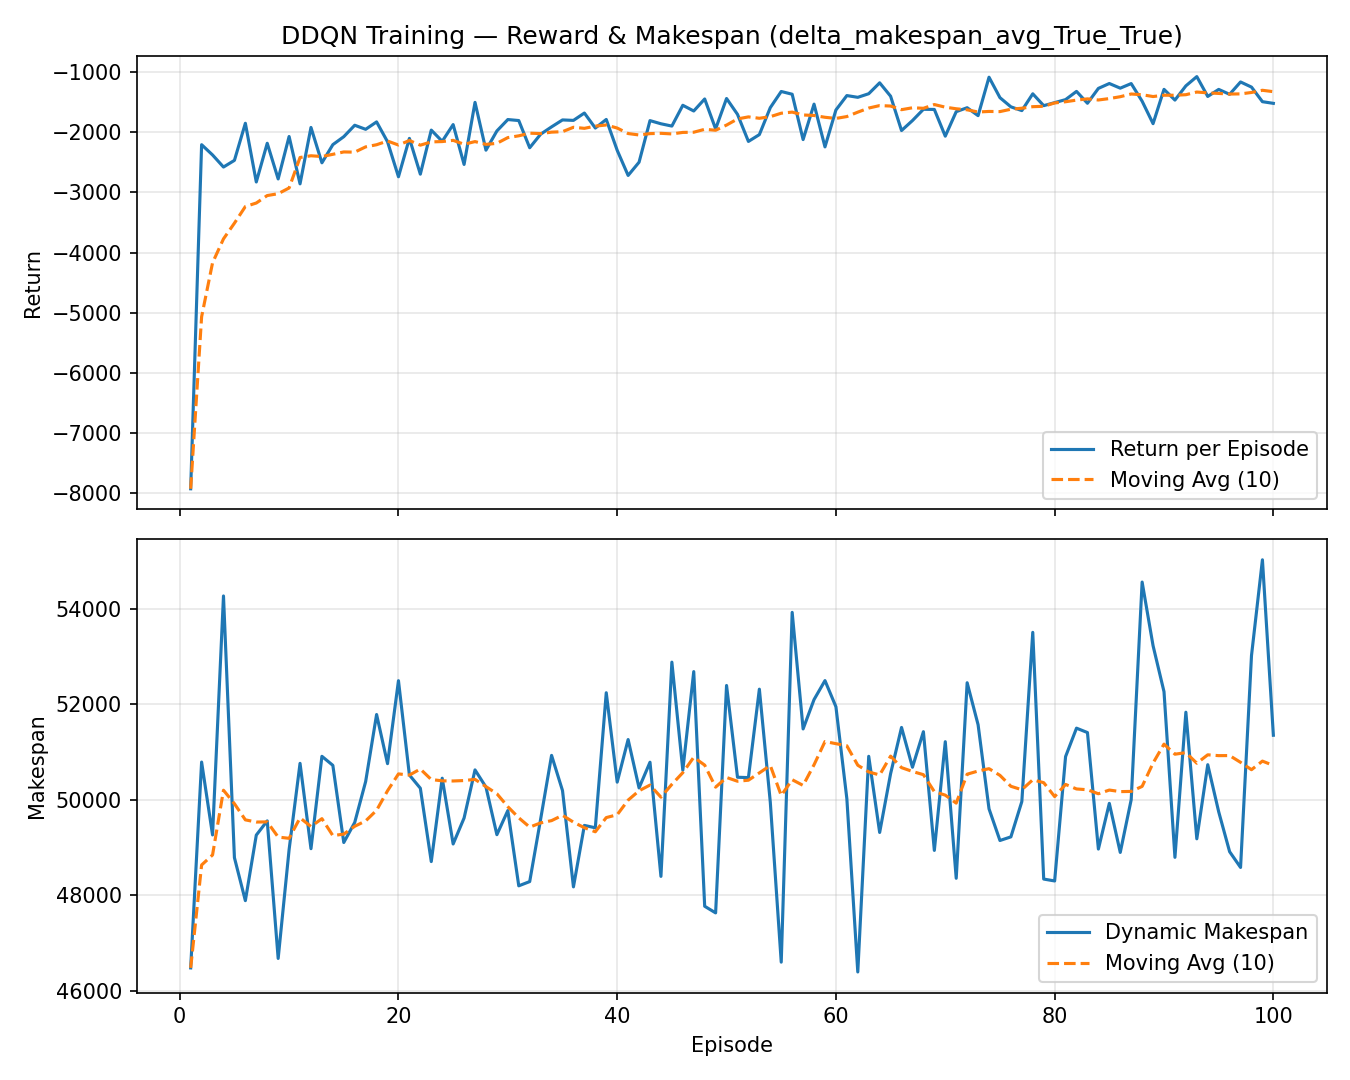 DDQN Training — Reward & Makespan (delta_makespan_avg_True_True)
−1000
−2000
−3000
−4000
−5000
−6000
−7000
−8000
Return
Return per Episode
Moving Avg (10)
54000
52000
50000
48000
46000
Makespan
Dynamic Makespan
Moving Avg (10)
0 20 40 60 80 100
Episode